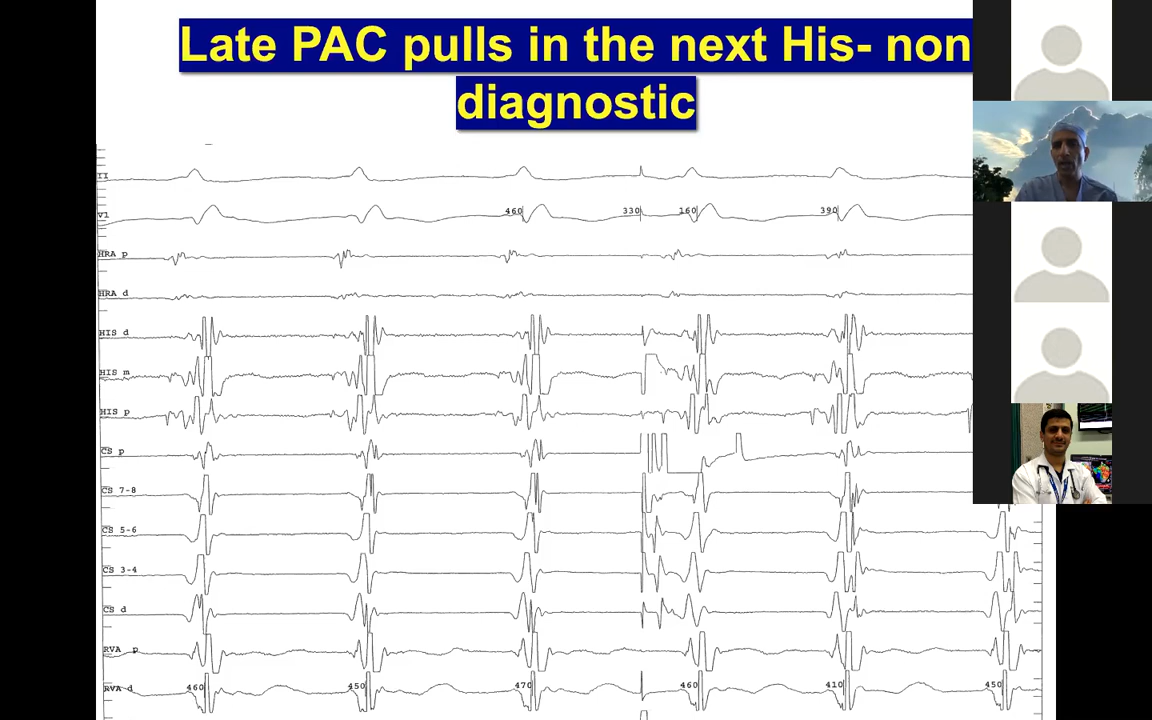 Late PAC pulls in the next His- non
diagnostic
II
V1
460
330
160
390
HRA p
HRA d
HIS d
HIS m
HIS p
CS p
CS 7-8
CS 5-6
CS 3-4
CS d
RVA p
RVA d
460
450
470
460
410
450